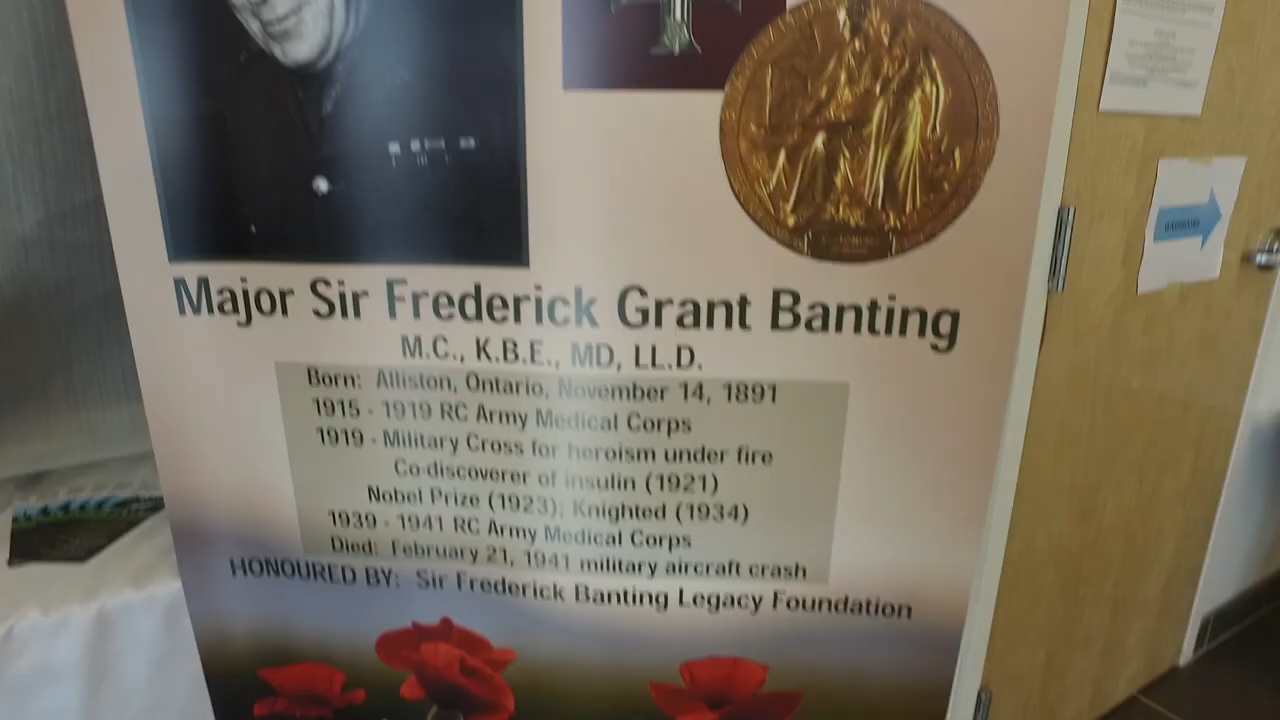 Major Sir Frederick Grant Banting
M.C., K.B.E., MD, LL.D.
Born: Alliston, Ontario, November 14, 1891
1915 - 1919 RC Army Medical Corps
1919 - Military Cross for heroism under fire
Co-discoverer of insulin (1921)
Nobel Prize (1923); Knighted (1934)
1939 - 1941 RC Army Medical Corps
Died: February 21, 1941 military aircraft crash
HONOURED BY: Sir Frederick Banting Legacy Foundation